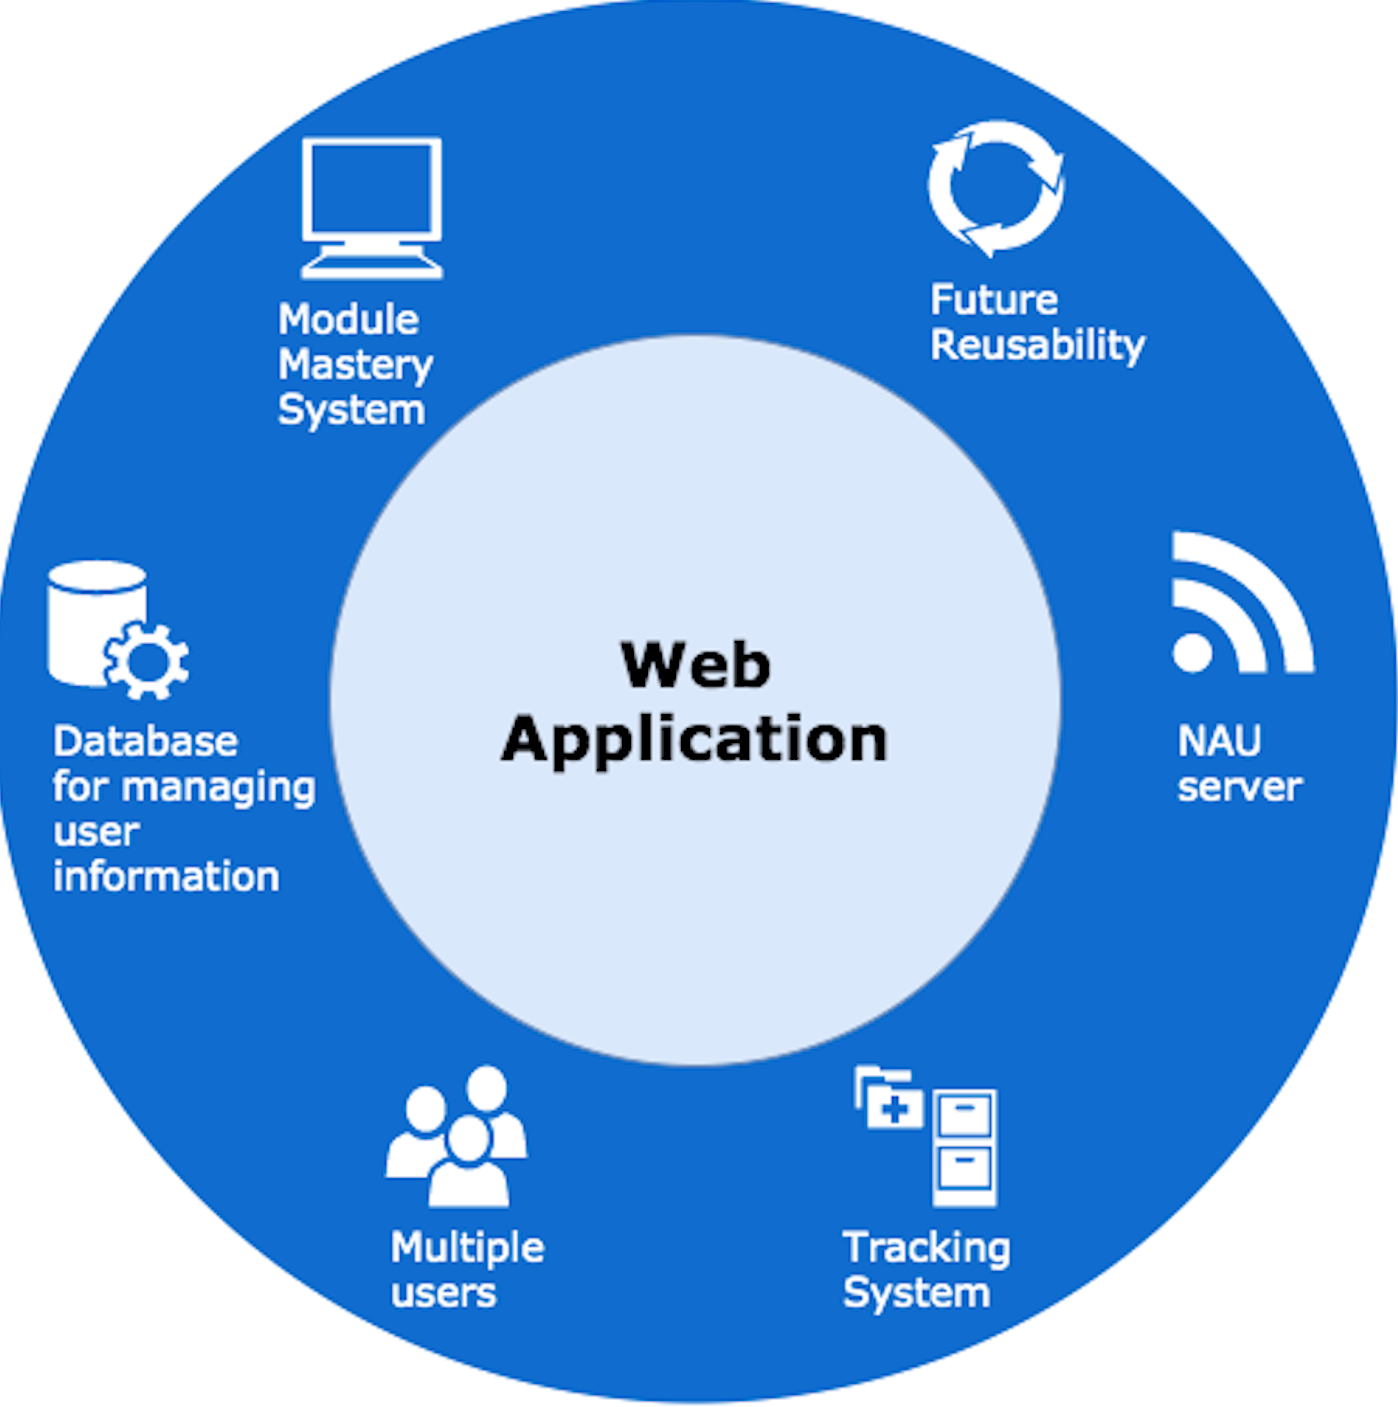 Module
Mastery
System
Future
Reusability
Database
for managing
user
information
Web
Application
NAU
server
Multiple
users
Tracking
System